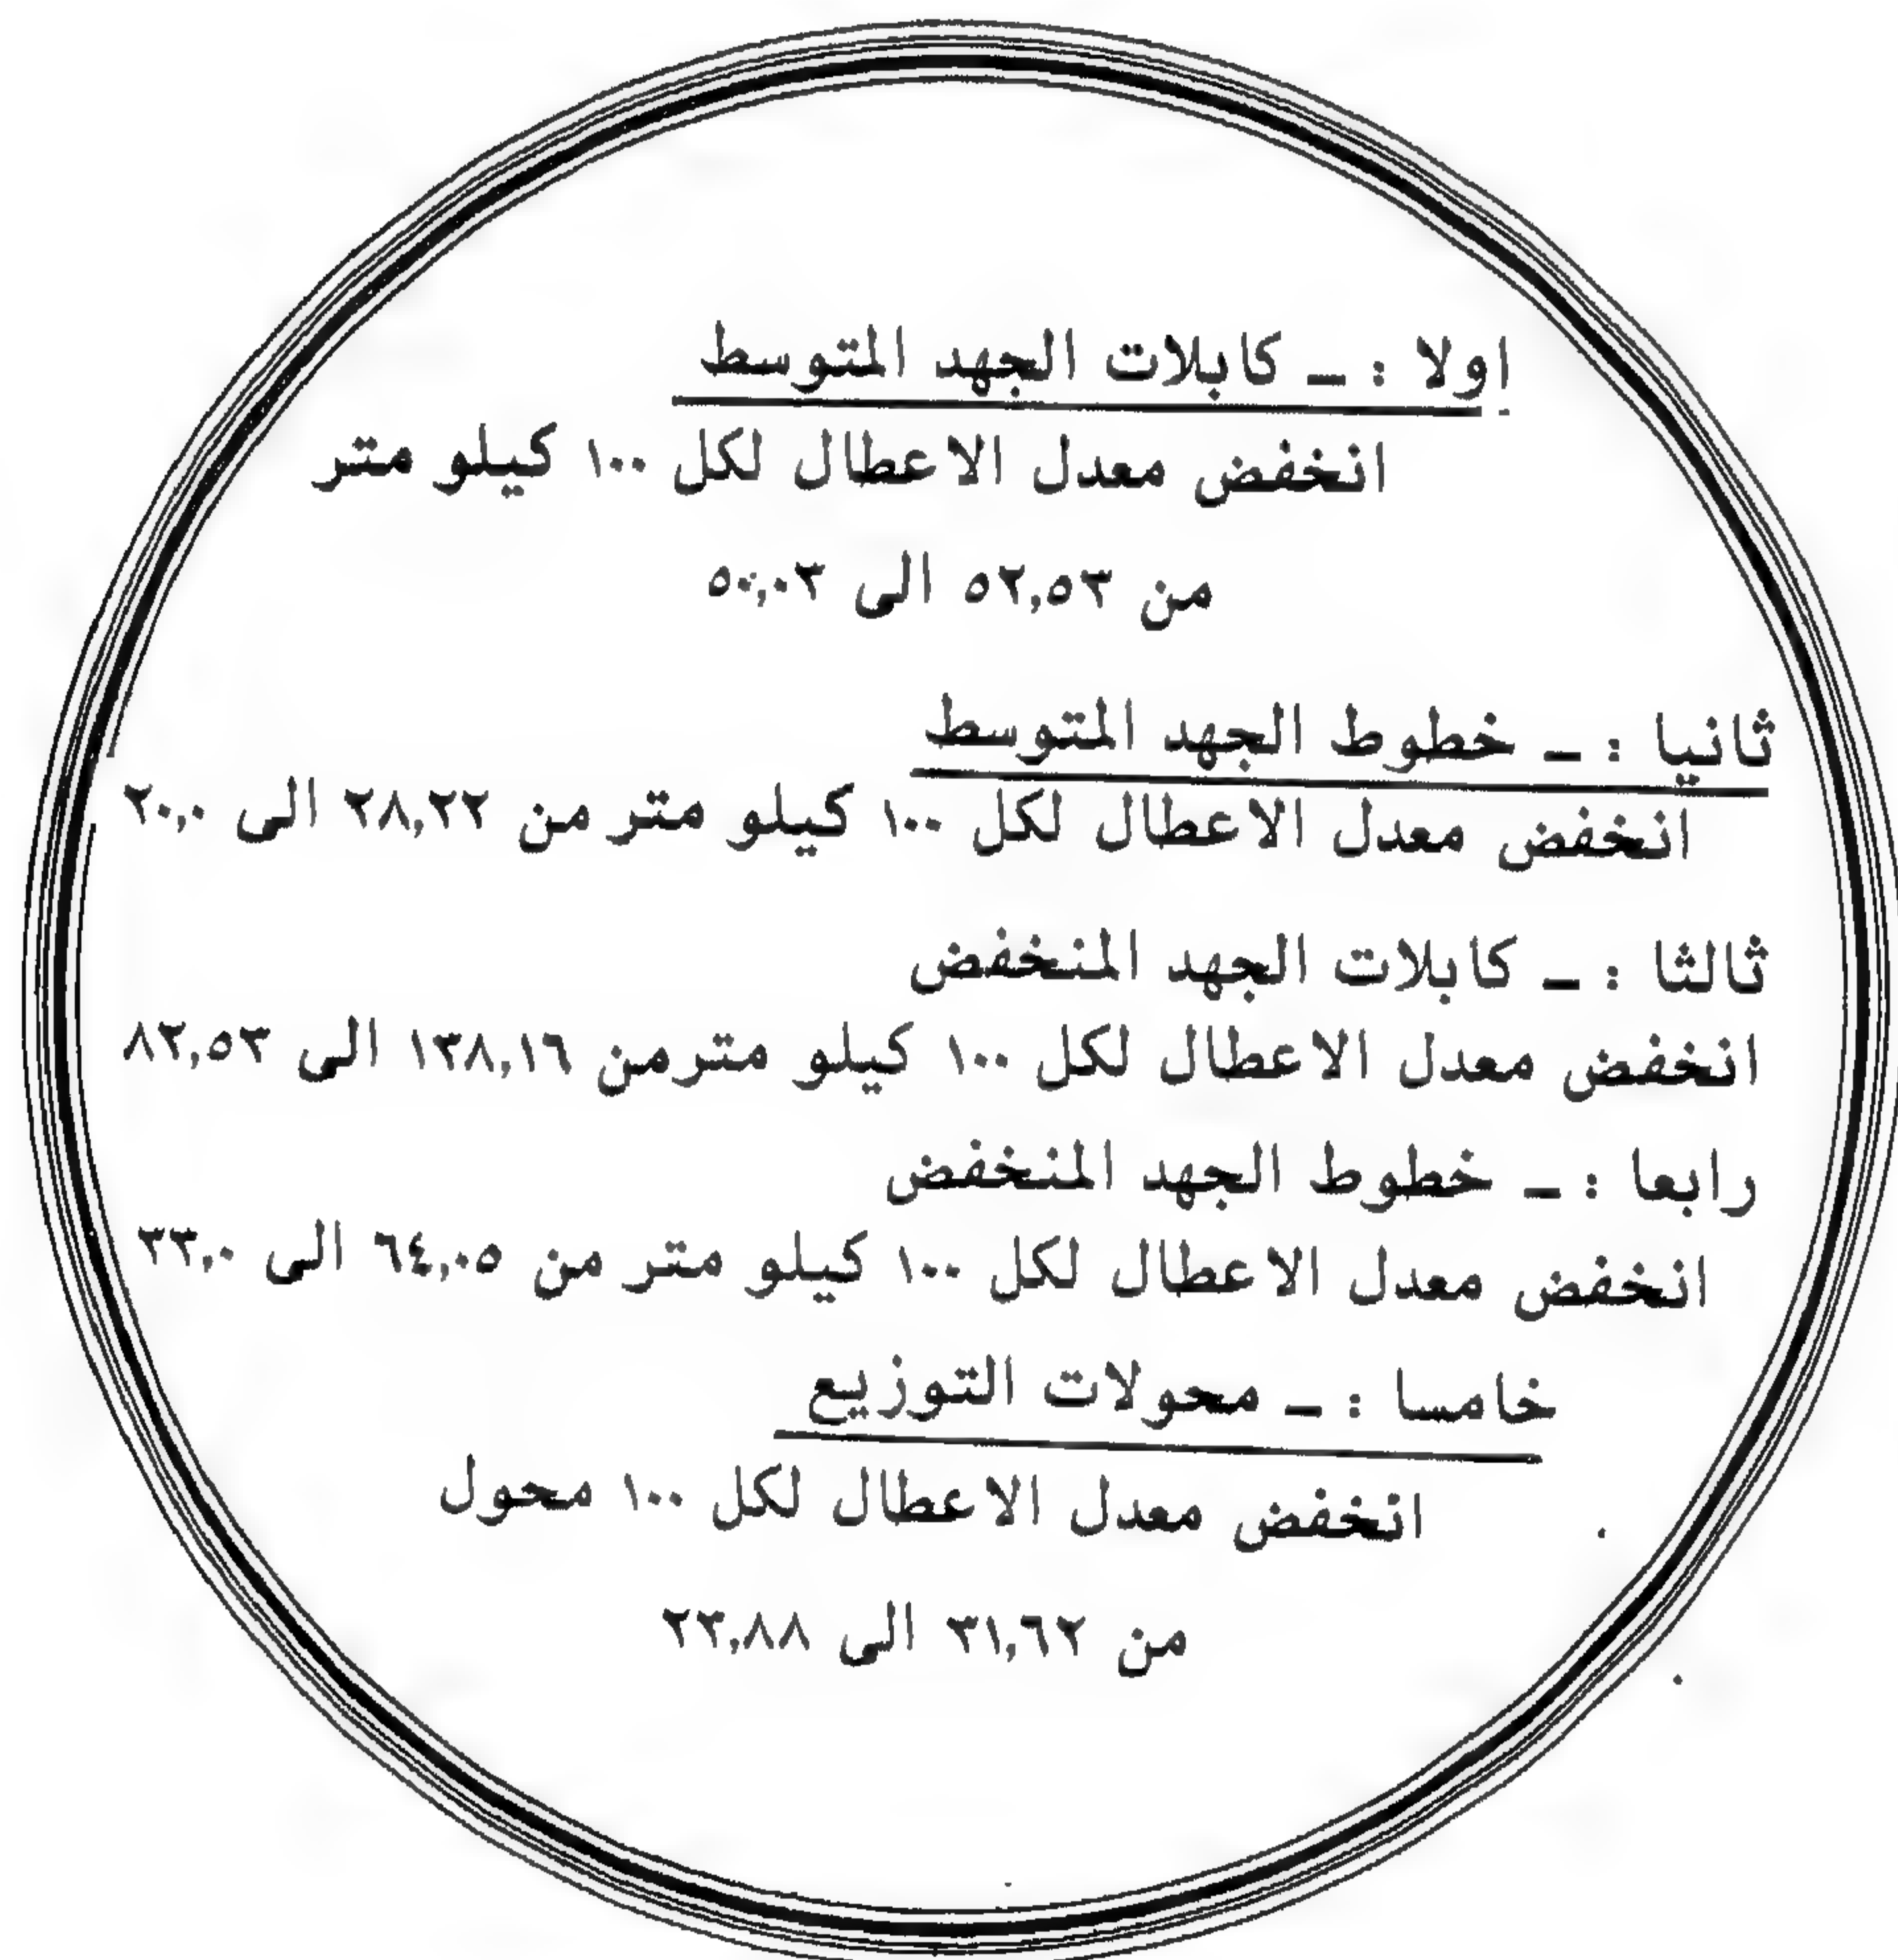 اولا : ـ كابلات الجهد المتوسط
انخفض معدل الاعطال لكل ١٠٠ كيلو متر
من ٥٢,٥٣ الى ٥٠,٠٣
ثانيا : ـ خطوط الجهد المتوسط
انخفض معدل الاعطال لكل ١٠٠ كيلو متر من ٢٨,٢٢ الى ٢٠,٠
ثالثا : ـ كابلات الجهد المنخفض
انخفض معدل الاعطال لكل ١٠٠ كيلو مترمن ١٣٨,١٦ الى ٨٢,٥٣
رابعا : ـ خطوط الجهد المنخفض
انخفض معدل الاعطال لكل ١٠٠ كيلو متر من ٦٤,٠٥ الى ٣٣,٠
خامسا : ـ محولات التوزيع
انخفض معدل الاعطال لكل ١٠٠ محول
من ٣١,٦٢ الى ٢٣,٨٨